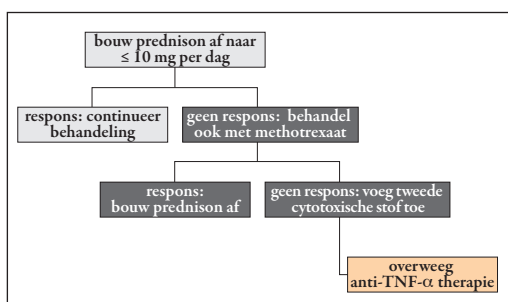 bouw prednison af naar
≤ 10 mg per dag
respons: continueer
behandeling
geen respons: behandel
ook met methotrexaat
respons:
bouw prednison af
geen respons: voeg tweede
cytotoxische stof toe
overweeg
anti-TNF-α therapie